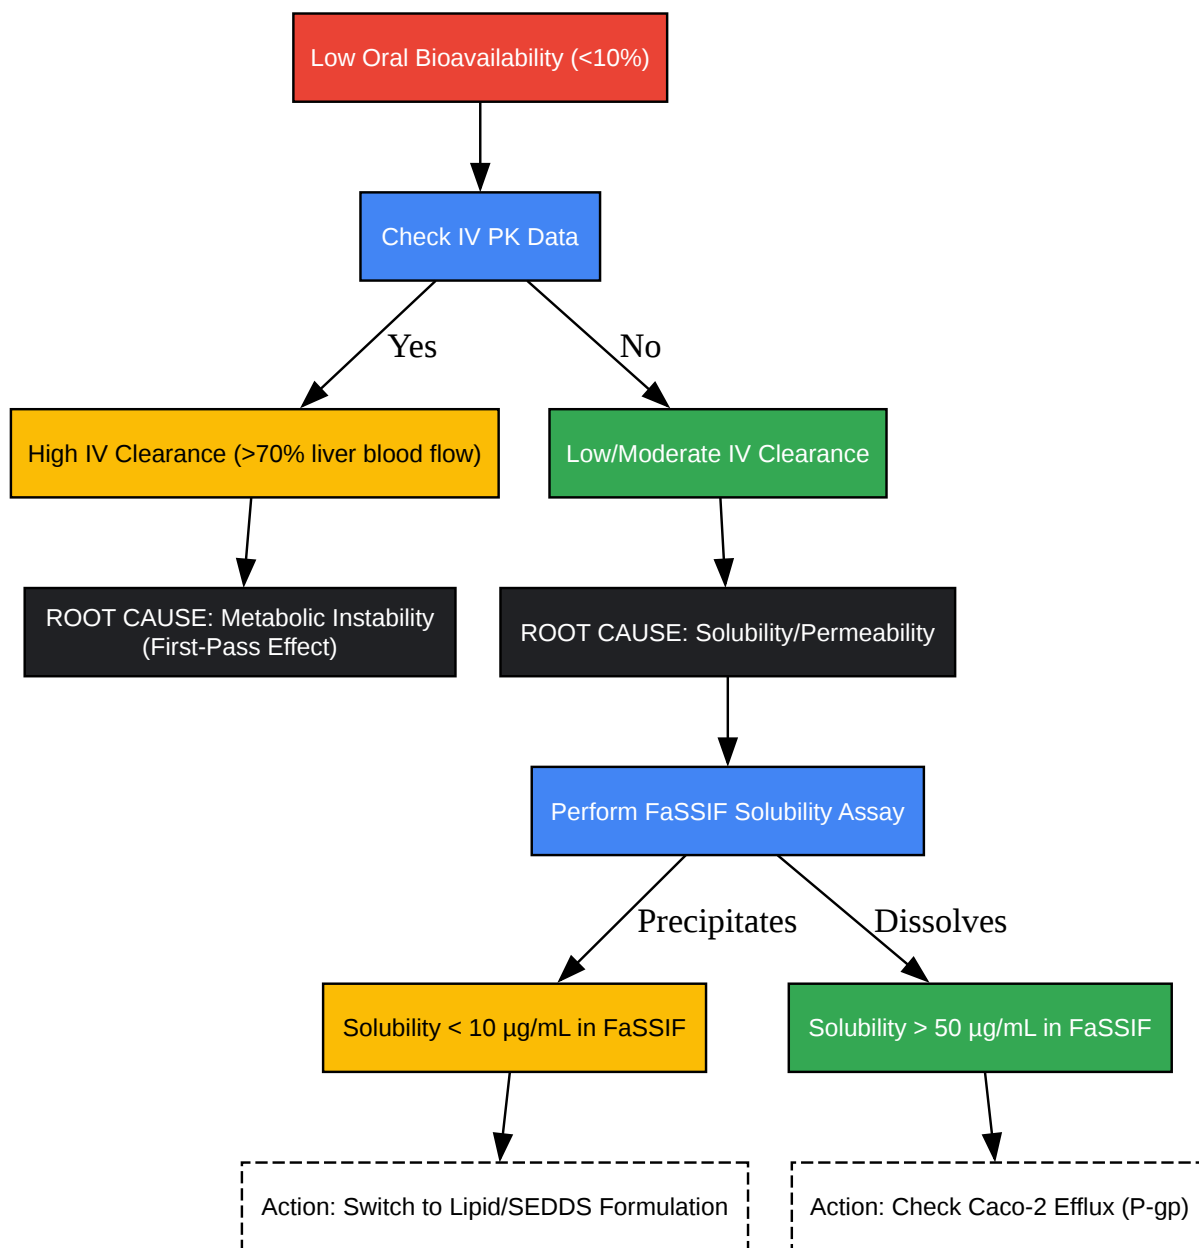 Low Oral Bioavailability (<10%)
Check IV PK Data
Yes
No
High IV Clearance (>70% liver blood flow)
Low/Moderate IV Clearance
ROOT CAUSE: Metabolic Instability
(First-Pass Effect)
ROOT CAUSE: Solubility/Permeability
Perform FaSSIF Solubility Assay
Precipitates
Dissolves
Solubility < 10 µg/mL in FaSSIF
Solubility > 50 µg/mL in FaSSIF
Action: Switch to Lipid/SEDDS Formulation
Action: Check Caco-2 Efflux (P-gp)